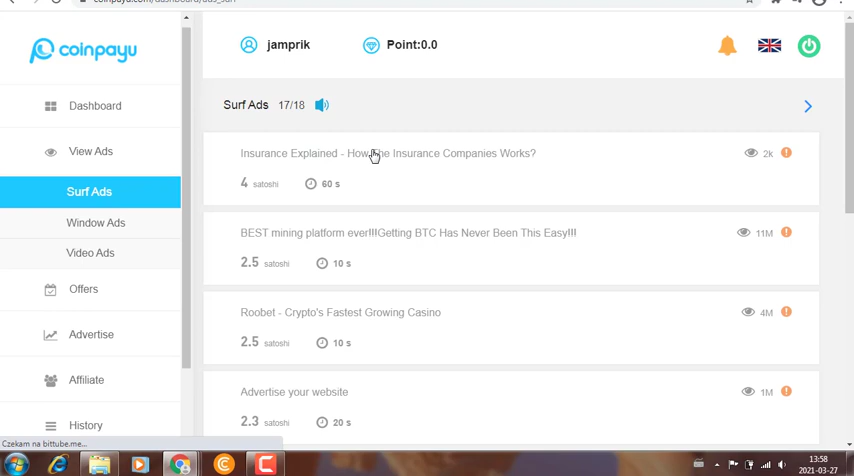 coinpayu.com/dashboard/ads_surf
coinpayu
jamprik
Point:0.0
Dashboard
View Ads
Surf Ads
Window Ads
Video Ads
Offers
Advertise
Affiliate
History
Surf Ads 17/18
Insurance Explained - How The Insurance Companies Works?
2k
4 satoshi
60 s
BEST mining platform ever!!!Getting BTC Has Never Been This Easy!!!
11M
2.5 satoshi
10 s
Roobet - Crypto's Fastest Growing Casino
4M
2.5 satoshi
10 s
Advertise your website
1M
2.3 satoshi
20 s
Czekam na bittube.me...
13:58
2021-03-27